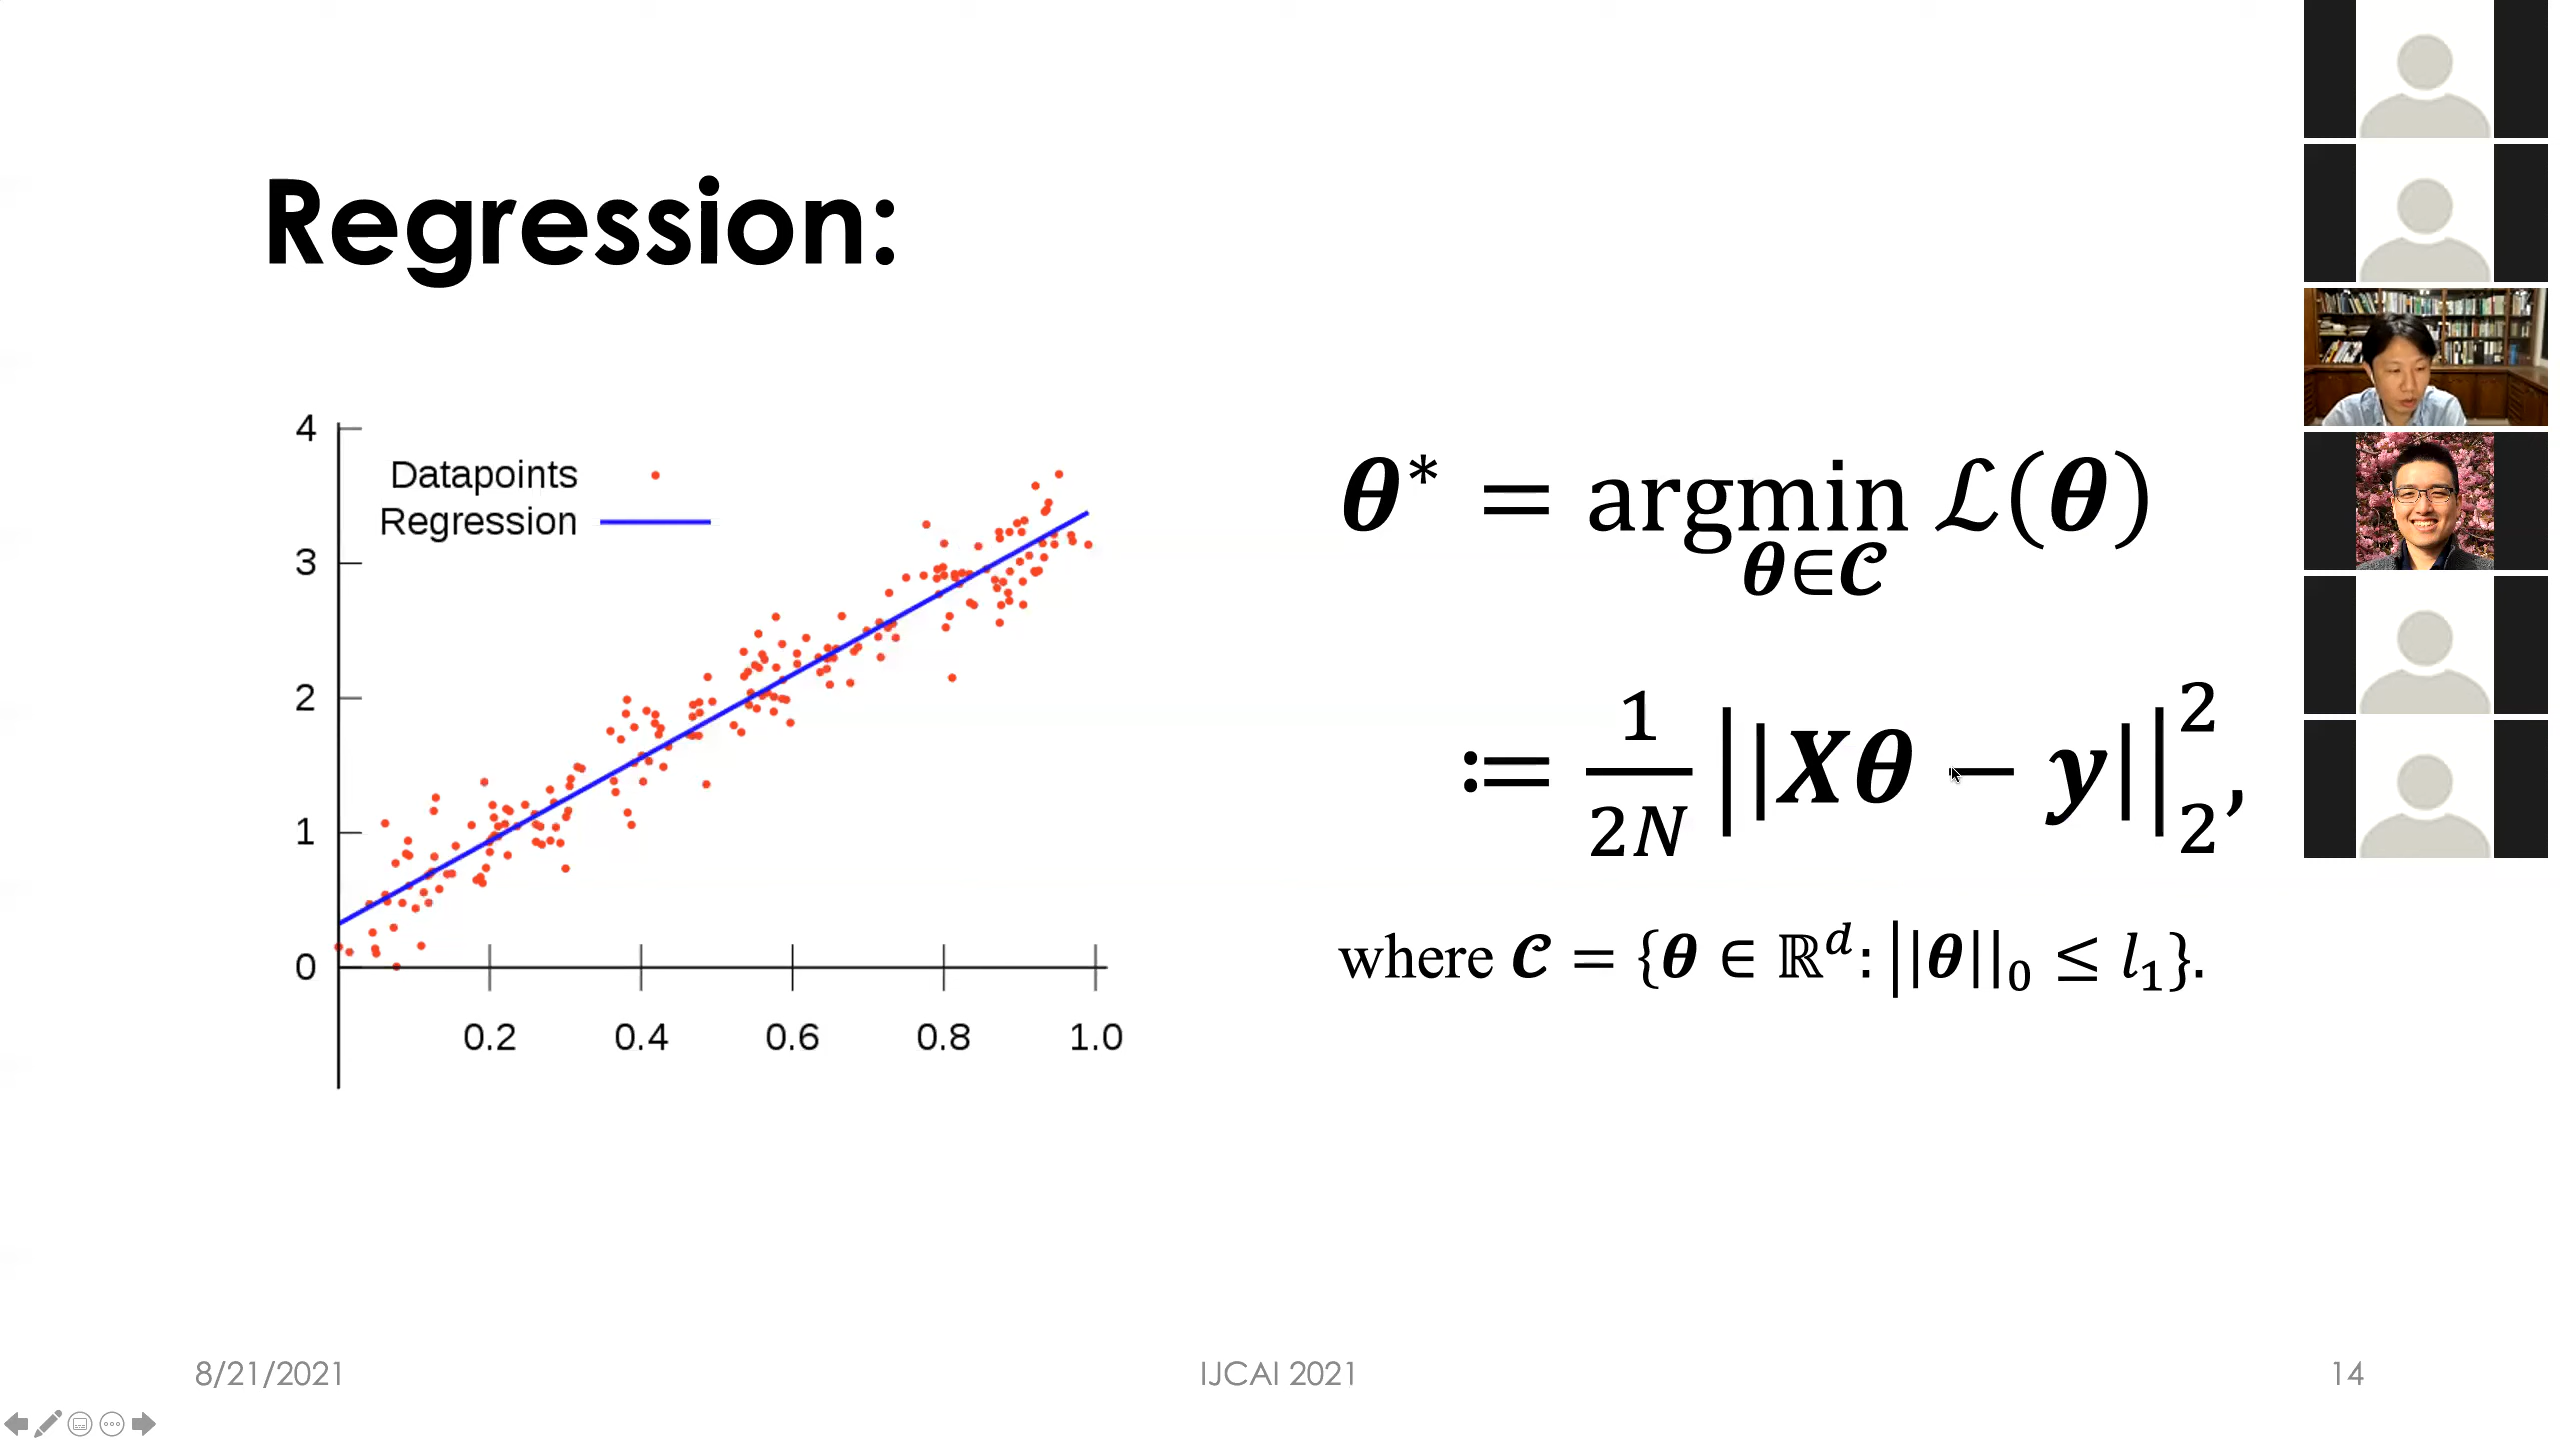 Regression:
4
Datapoints
Regression
3
2
1
0
0.2 0.4 0.6 0.8 1.0
θ* = argmin ℒ(θ)
θ∈𝒞
:= 1/2N ||Xθ − y||₂²,
where 𝒞 = {θ ∈ ℝᵈ: ||θ||₀ ≤ l₁}.
8/21/2021 IJCAI 2021 14